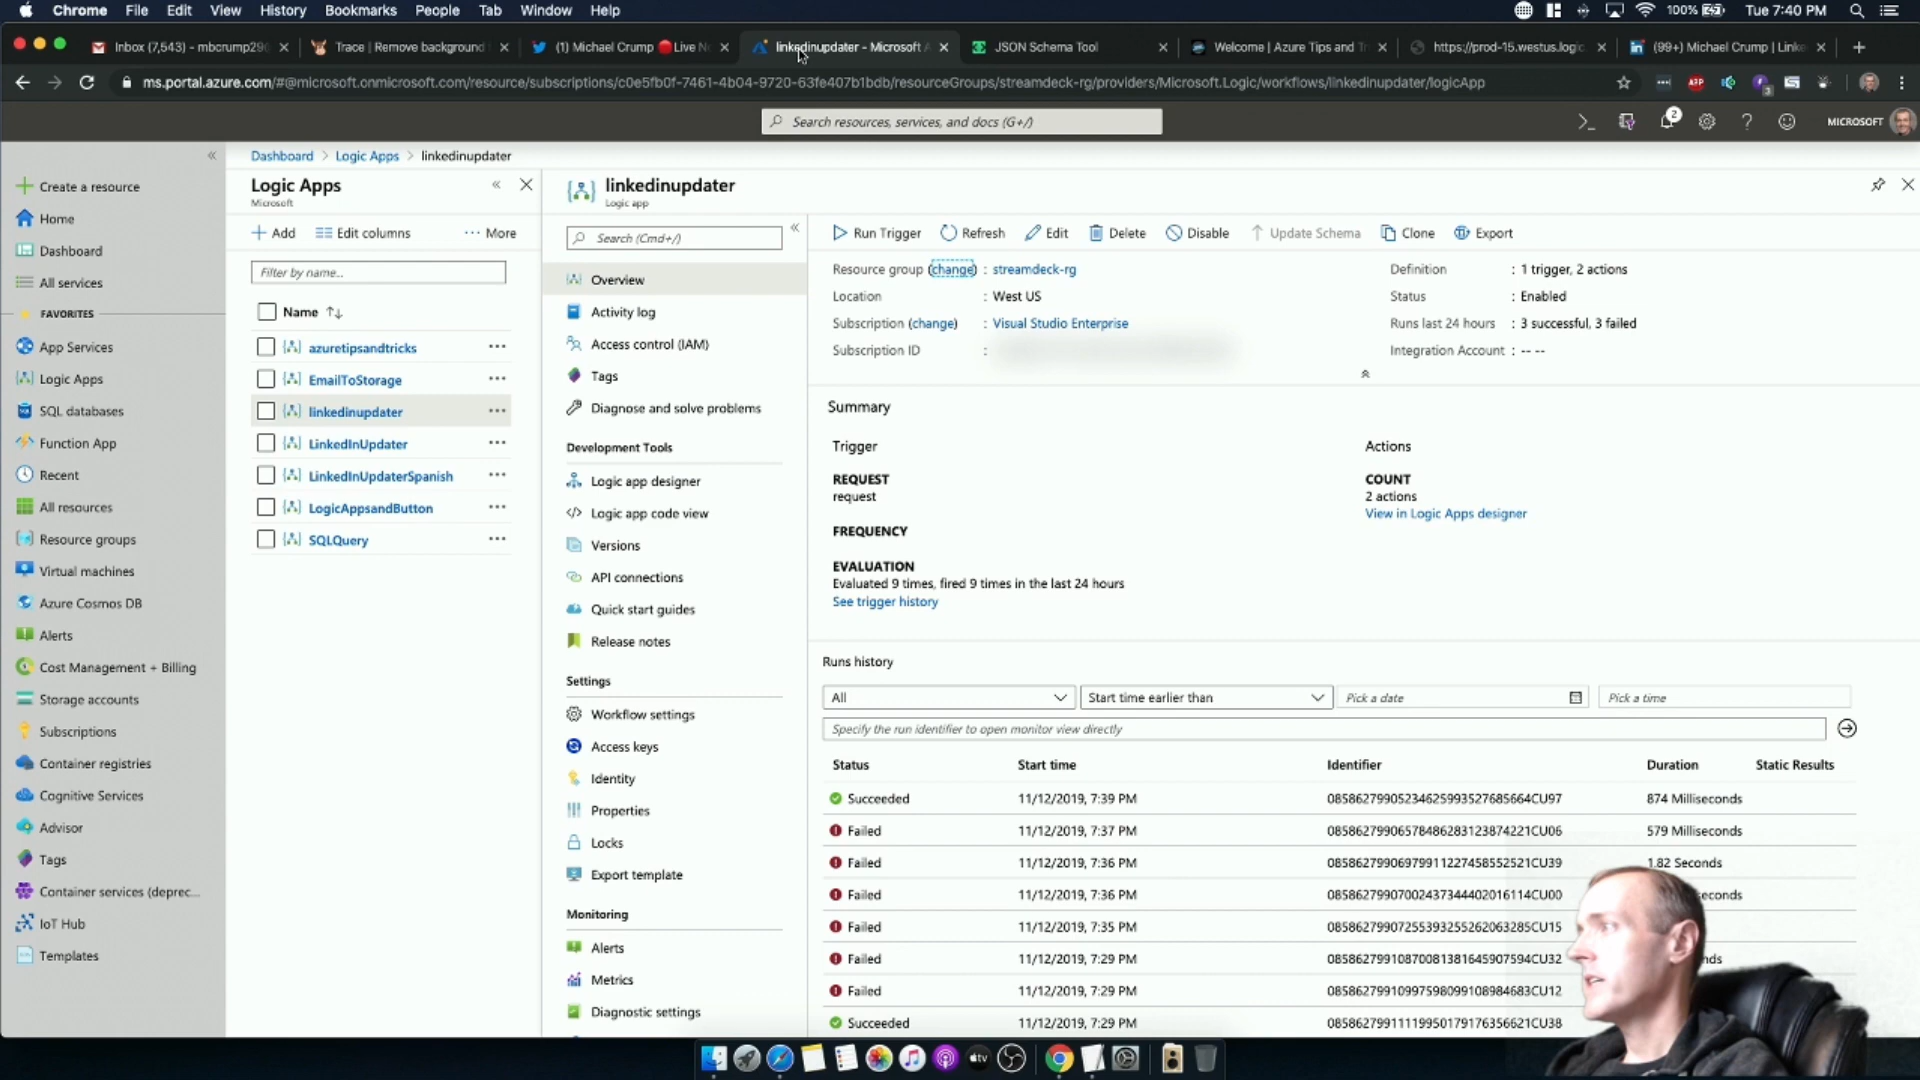 Chrome File Edit View History Bookmarks People Tab Window Help 100% Tue 7:40 PM
Inbox (7,543) - mbcrump29 Trace | Remove background (1) Michael Crump 🔴Live N linkedinupdater - Microsoft A JSON Schema Tool Welcome | Azure Tips and Tr https://prod-15.westus.logic (99+) Michael Crump | Linke
ms.portal.azure.com/#@microsoft.onmicrosoft.com/resource/subscriptions/c0e5fb0f-7461-4b04-9720-63fe407b1bdb/resourceGroups/streamdeck-rg/providers/Microsoft.Logic/workflows/linkedinupdater/logicApp
Search resources, services, and docs (G+/)
2
MICROSOFT
Dashboard > Logic Apps > linkedinupdater
Create a resource
Home
Dashboard
All services
FAVORITES
App Services
Logic Apps
SQL databases
Function App
Recent
All resources
Resource groups
Virtual machines
Azure Cosmos DB
Alerts
Cost Management + Billing
Storage accounts
Subscriptions
Container registries
Cognitive Services
Advisor
Tags
Container services (deprec...
IoT Hub
Templates
Logic Apps
Microsoft
Add Edit columns More
Filter by name...
Name
azuretipsandtricks
EmailToStorage
linkedinupdater
LinkedInUpdater
LinkedInUpdaterSpanish
LogicAppsandButton
SQLQuery
linkedinupdater
Logic app
Search (Cmd+/)
Overview
Activity log
Access control (IAM)
Tags
Diagnose and solve problems
Development Tools
Logic app designer
Logic app code view
Versions
API connections
Quick start guides
Release notes
Settings
Workflow settings
Access keys
Identity
Properties
Locks
Export template
Monitoring
Alerts
Metrics
Diagnostic settings
Run Trigger Refresh Edit Delete Disable Update Schema Clone Export
Resource group (change) : streamdeck-rg
Location : West US
Subscription (change) : Visual Studio Enterprise
Subscription ID :
Definition : 1 trigger, 2 actions
Status : Enabled
Runs last 24 hours : 3 successful, 3 failed
Integration Account : -- --
Summary
Trigger
REQUEST
request
FREQUENCY
EVALUATION
Evaluated 9 times, fired 9 times in the last 24 hours
See trigger history
Actions
COUNT
2 actions
View in Logic Apps designer
Runs history
All Start time earlier than Pick a date Pick a time
Specify the run identifier to open monitor view directly
Status Start time Identifier Duration Static Results
Succeeded 11/12/2019, 7:39 PM 08586279905234625993527685664CU97 874 Milliseconds
Failed 11/12/2019, 7:37 PM 08586279906578486283123874221CU06 579 Milliseconds
Failed 11/12/2019, 7:36 PM 08586279906979911227458552521CU39 1.82 Seconds
Failed 11/12/2019, 7:36 PM 08586279907002437344402016114CU00
Failed 11/12/2019, 7:35 PM 08586279907255393255262063285CU15
Failed 11/12/2019, 7:29 PM 08586279910870081381645907594CU32
Failed 11/12/2019, 7:29 PM 08586279910997598099108984683CU12
Succeeded 11/12/2019, 7:29 PM 08586279911119950179176356621CU38